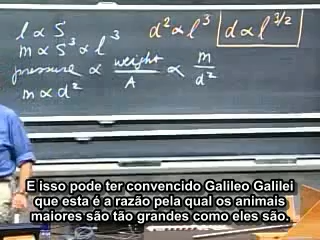 l ∝ S
m ∝ S³ ∝ l³
pressure ∝ weight/A ∝ m/d²
m ∝ d²
d² ∝ l³
d ∝ l^(3/2)
E isso pode ter convencido Galileo Galilei
que esta é a razão pela qual os animais
maiores são tão grandes como eles são.